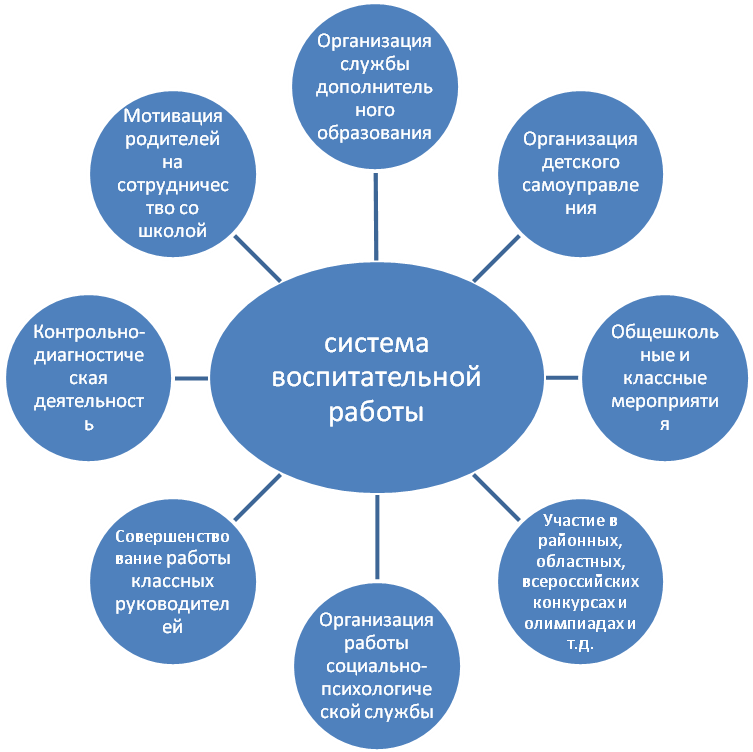 Организация
службы
дополнитель
ного
образования
Организация
детского
самоуправле
ния
Общешколь
ные и
классные
мероприяти
я
Участие в
районных,
областных,
всероссийских
конкурсах и
олимпиадах и
т.д.
Организация
работы
социально-
психологиче
ской службы
Совершенство
вание работы
классных
руководител
ей
Контрольно-
диагностиче
ская
деятельност
ь
Мотивация
родителей
на
сотрудничес
тво со
школой
система
воспитательной
работы